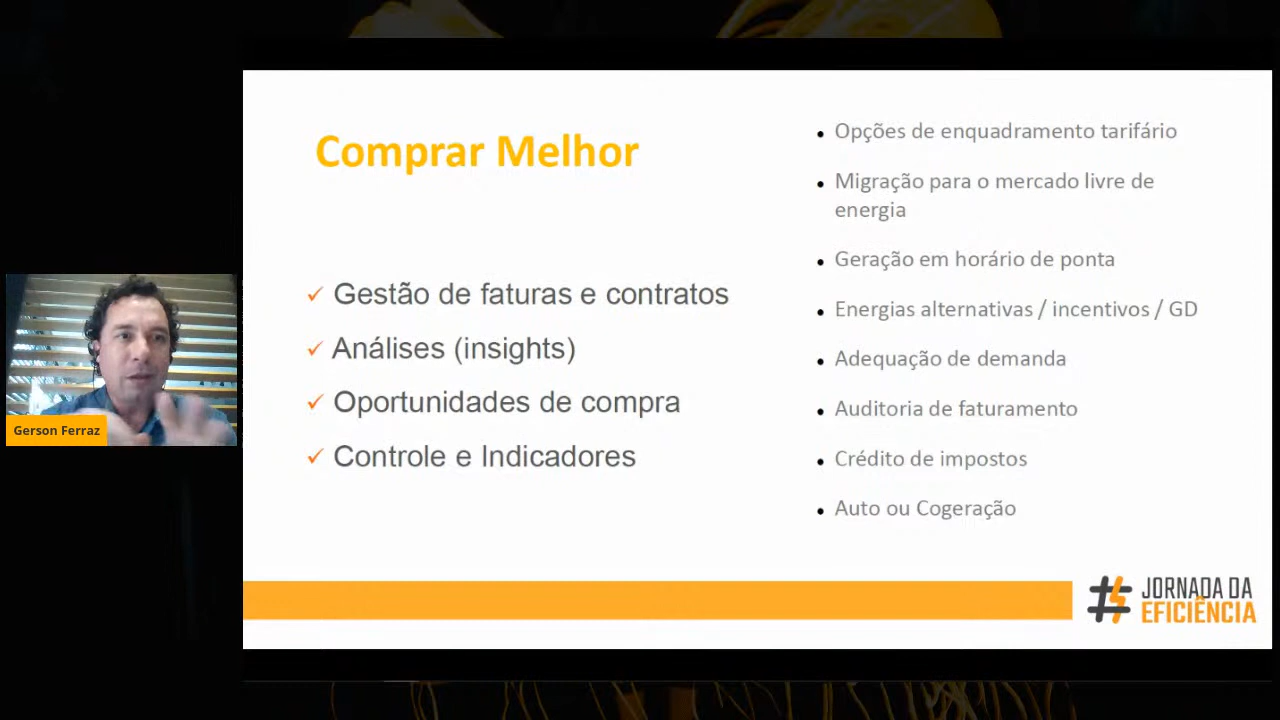 Comprar Melhor
Gestão de faturas e contratos
Análises (insights)
Oportunidades de compra
Controle e Indicadores
Opções de enquadramento tarifário
Migração para o mercado livre de
energia
Geração em horário de ponta
Energias alternativas / incentivos / GD
Adequação de demanda
Auditoria de faturamento
Crédito de impostos
Auto ou Cogeração
Gerson Ferraz
JORNADA DA
EFICIÊNCIA